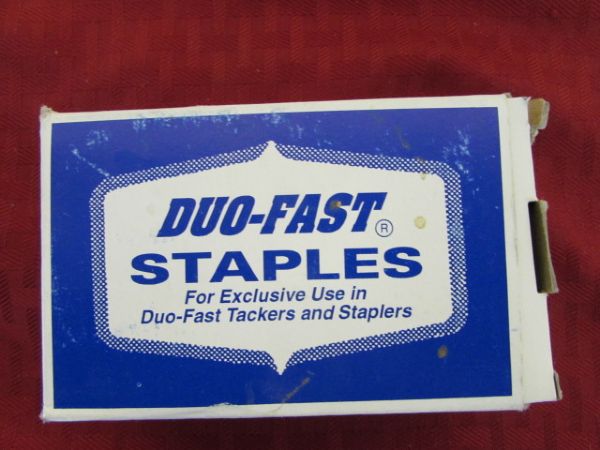 DUO-FAST®
STAPLES
For Exclusive Use in
Duo-Fast Tackers and Staplers